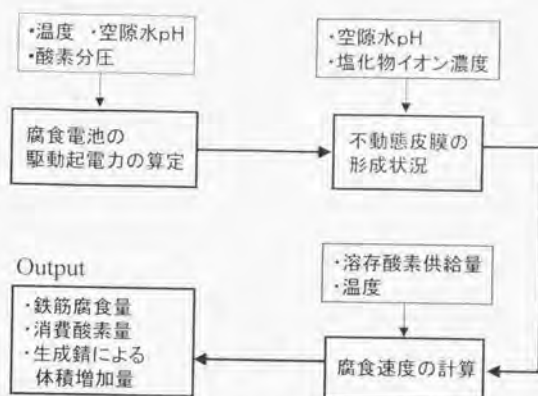 ・温度 ・空隙水pH
・酸素分圧
・空隙水pH
・塩化物イオン濃度
腐食電池の
駆動起電力の算定
不動態皮膜の
形成状況
・溶存酸素供給量
・温度
腐食速度の計算
Output
・鉄筋腐食量
・消費酸素量
・生成錆による
体積増加量